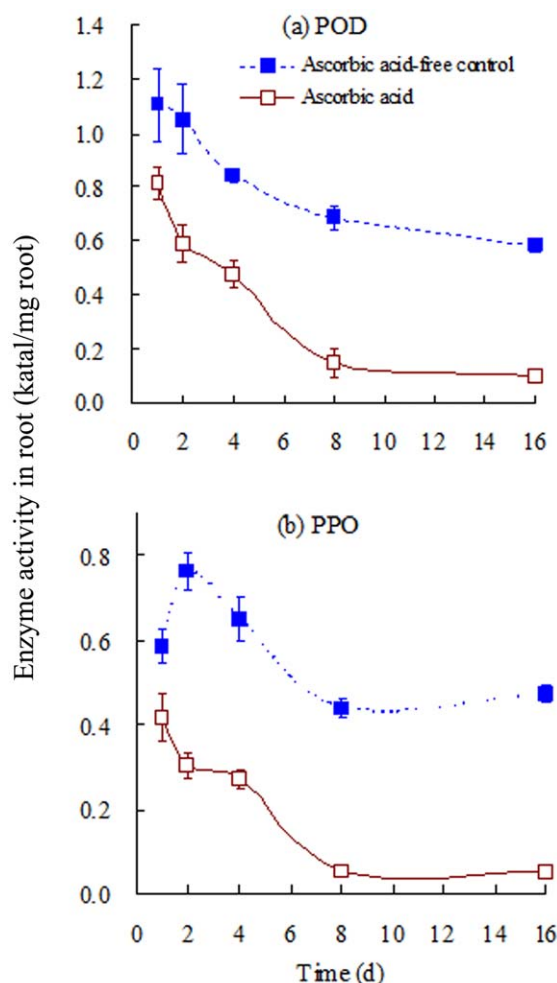 Enzyme activity in root (katal/mg root)
(a) POD
Ascorbic acid-free control
Ascorbic acid
1.4
1.2
1.0
0.8
0.6
0.4
0.2
0.0
0 2 4 6 8 10 12 14 16
(b) PPO
0.8
0.6
0.4
0.2
0.0
0 2 4 6 8 10 12 14 16
Time (d)